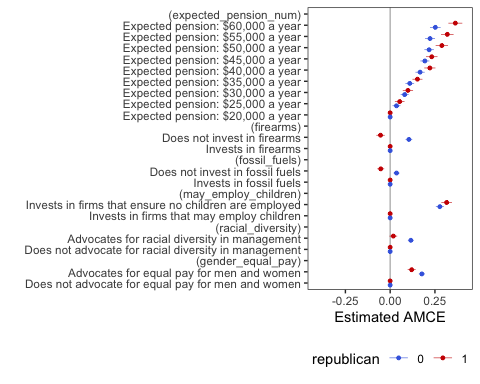 (expected_pension_num)
Expected pension: $60,000 a year
Expected pension: $55,000 a year
Expected pension: $50,000 a year
Expected pension: $45,000 a year
Expected pension: $40,000 a year
Expected pension: $35,000 a year
Expected pension: $30,000 a year
Expected pension: $25,000 a year
Expected pension: $20,000 a year
(firearms)
Does not invest in firearms
Invests in firearms
(fossil_fuels)
Does not invest in fossil fuels
Invests in fossil fuels
(may_employ_children)
Invests in firms that ensure no children are employed
Invests in firms that may employ children
(racial_diversity)
Advocates for racial diversity in management
Does not advocate for racial diversity in management
(gender_equal_pay)
Advocates for equal pay for men and women
Does not advocate for equal pay for men and women
-0.25 0.00 0.25
Estimated AMCE
republican 0 1